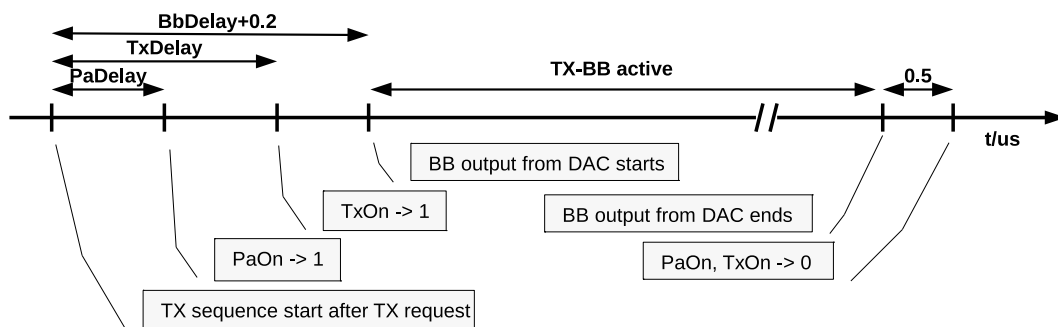 BbDelay+0.2
TxDelay
PaDelay
TX-BB active
0.5
t/us
BB output from DAC starts
TxOn -> 1
BB output from DAC ends
PaOn -> 1
PaOn, TxOn -> 0
TX sequence start after TX request